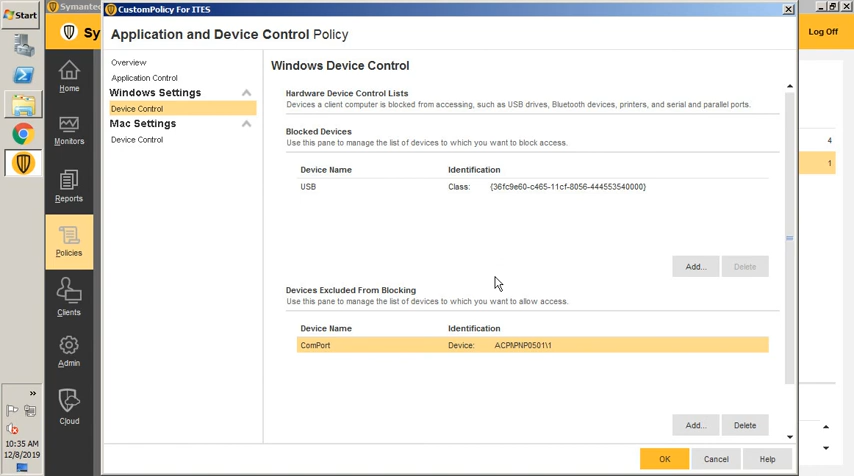 Start
Symante
CustomPolicy For ITES
Sy
Log Off
Application and Device Control Policy
Overview
Application Control
Windows Settings
Device Control
Mac Settings
Device Control
Home
Monitors
Reports
Policies
Clients
Admin
Cloud
Windows Device Control
Hardware Device Control Lists
Devices a client computer is blocked from accessing, such as USB drives, Bluetooth devices, printers, and serial and parallel ports.
Blocked Devices
Use this pane to manage the list of devices to which you want to block access.
Device Name Identification
USB Class: {36fc9e60-c465-11cf-8056-444553540000}
Add... Delete
Devices Excluded From Blocking
Use this pane to manage the list of devices to which you want to allow access.
Device Name Identification
ComPort Device: ACPI\PNP0501\1
Add... Delete
OK Cancel Help
4
1
»
10:35 AM
12/8/2019